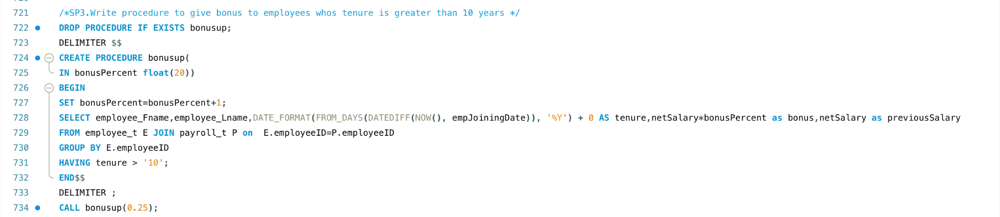 721 /*SP3.Write procedure to give bonus to employees whos tenure is greater than 10 years */
722 DROP PROCEDURE IF EXISTS bonusup;
723 DELIMITER $$
724 CREATE PROCEDURE bonusup(
725 IN bonusPercent float(20))
726 BEGIN
727 SET bonusPercent=bonusPercent+1;
728 SELECT employee_Fname,employee_Lname,DATE_FORMAT(FROM_DAYS(DATEDIFF(NOW(), empJoiningDate)), '%Y') + 0 AS tenure,netSalary*bonusPercent as bonus,netSalary as previousSalary
729 FROM employee_t E JOIN payroll_t P on  E.employeeID=P.employeeID
730 GROUP BY E.employeeID
731 HAVING tenure > '10';
732 END$$
733 DELIMITER ;
734 CALL bonusup(0.25);